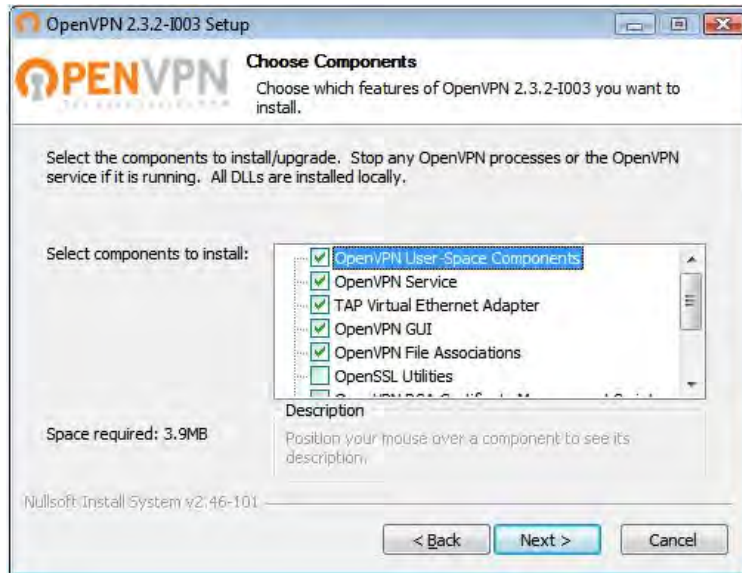 OpenVPN 2.3.2-I003 Setup
OPENVPN
Choose Components
Choose which features of OpenVPN 2.3.2-I003 you want to
install.
Select the components to install/upgrade. Stop any OpenVPN processes or the OpenVPN
service if it is running. All DLLs are installed locally.
Select components to install:
OpenVPN User-Space Components
OpenVPN Service
TAP Virtual Ethernet Adapter
OpenVPN GUI
OpenVPN File Associations
OpenSSL Utilities
Description
Space required: 3.9MB
Position your mouse over a component to see its
description.
Nullsoft Install System v2.46-101
< Back
Next >
Cancel